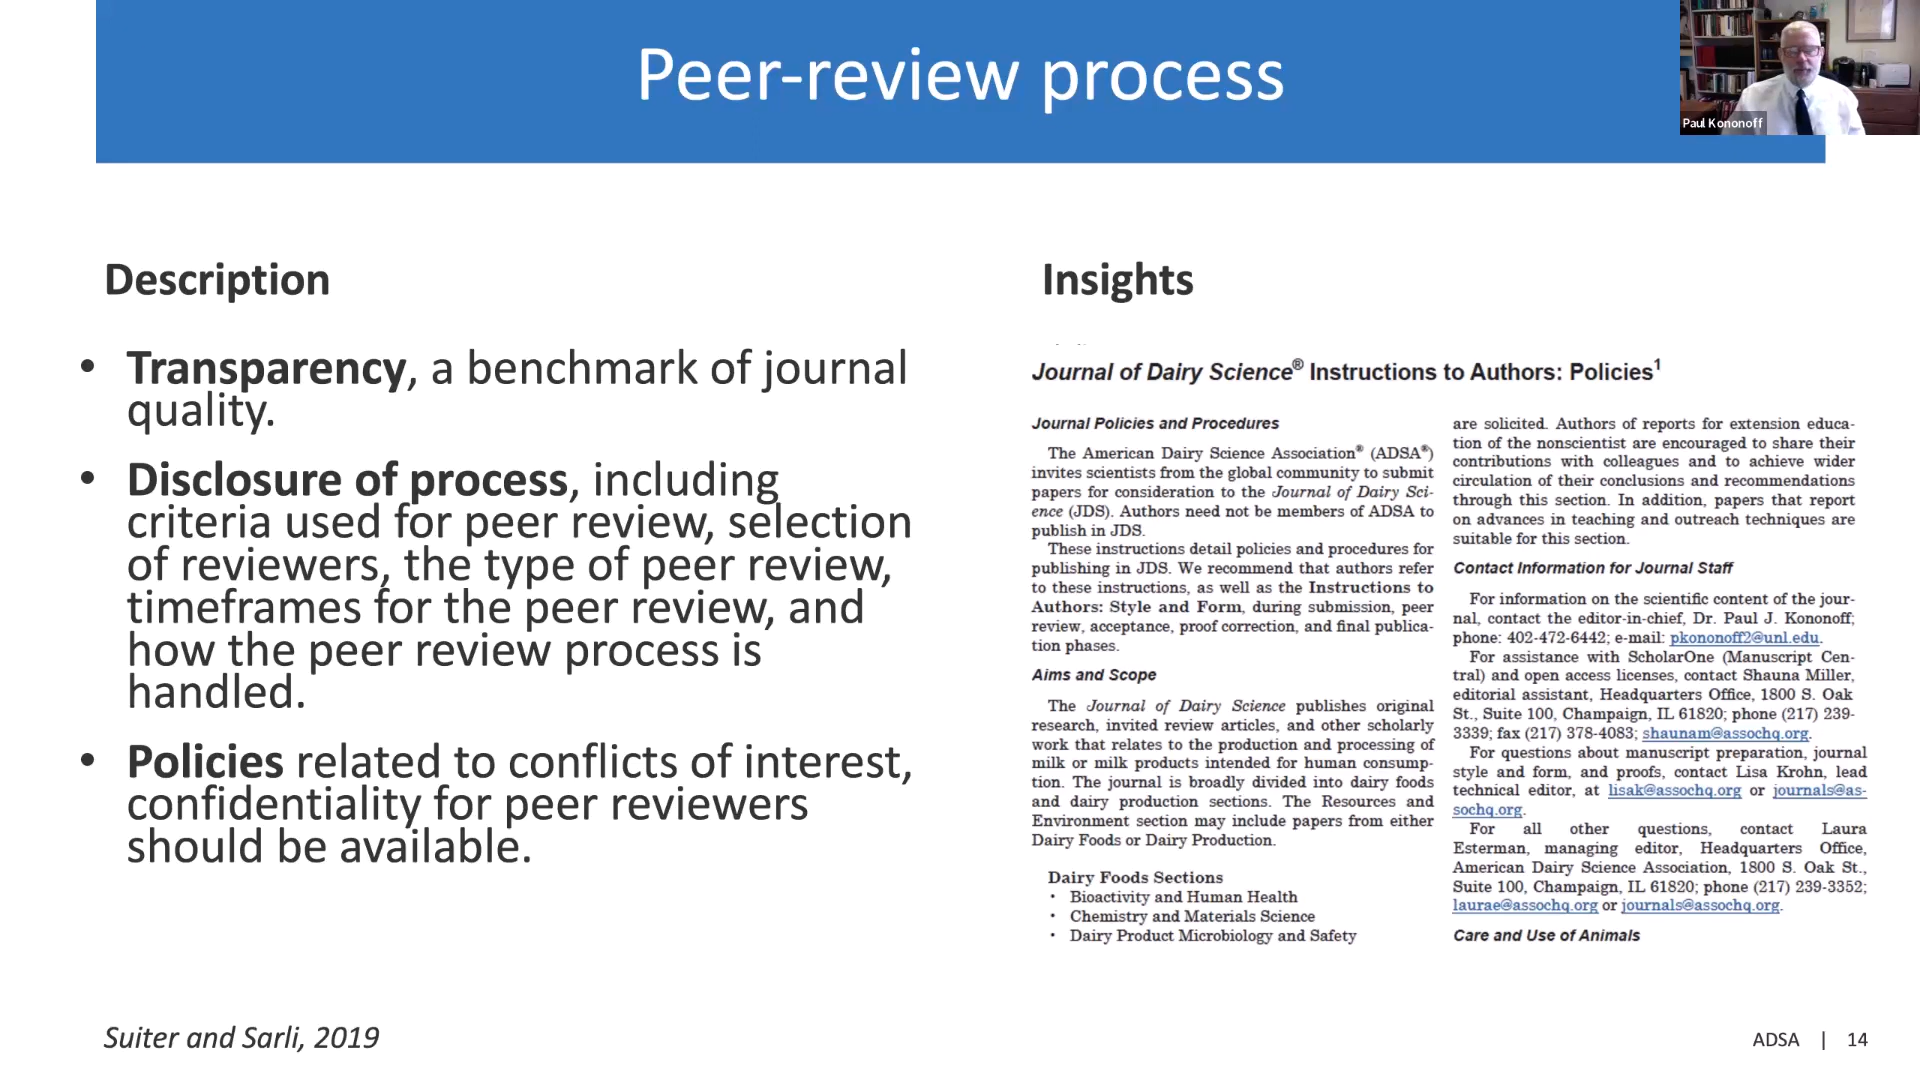 Peer-review process
Paul Kononoff
Description
• Transparency, a benchmark of journal
quality.
• Disclosure of process, including
criteria used for peer review, selection
of reviewers, the type of peer review,
timeframes for the peer review, and
how the peer review process is
handled.
• Policies related to conflicts of interest,
confidentiality for peer reviewers
should be available.
Insights
Journal of Dairy Science® Instructions to Authors: Policies¹
Journal Policies and Procedures
The American Dairy Science Association® (ADSA®)
invites scientists from the global community to submit
papers for consideration to the Journal of Dairy Sci-
ence (JDS). Authors need not be members of ADSA to
publish in JDS.
These instructions detail policies and procedures for
publishing in JDS. We recommend that authors refer
to these instructions, as well as the Instructions to
Authors: Style and Form, during submission, peer
review, acceptance, proof correction, and final publica-
tion phases.
Aims and Scope
The Journal of Dairy Science publishes original
research, invited review articles, and other scholarly
work that relates to the production and processing of
milk or milk products intended for human consump-
tion. The journal is broadly divided into dairy foods
and dairy production sections. The Resources and
Environment section may include papers from either
Dairy Foods or Dairy Production.
Dairy Foods Sections
• Bioactivity and Human Health
• Chemistry and Materials Science
• Dairy Product Microbiology and Safety
are solicited. Authors of reports for extension educa-
tion of the nonscientist are encouraged to share their
contributions with colleagues and to achieve wider
circulation of their conclusions and recommendations
through this section. In addition, papers that report
on advances in teaching and outreach techniques are
suitable for this section.
Contact Information for Journal Staff
For information on the scientific content of the jour-
nal, contact the editor-in-chief, Dr. Paul J. Kononoff;
phone: 402-472-6442; e-mail: pkononoff2@unl.edu.
For assistance with ScholarOne (Manuscript Cen-
tral) and open access licenses, contact Shauna Miller,
editorial assistant, Headquarters Office, 1800 S. Oak
St., Suite 100, Champaign, IL 61820; phone (217) 239-
3339; fax (217) 378-4083; shaunam@assochq.org.
For questions about manuscript preparation, journal
style and form, and proofs, contact Lisa Krohn, lead
technical editor, at lisak@assochq.org or journals@as-
sochq.org.
For all other questions, contact Laura
Esterman, managing editor, Headquarters Office,
American Dairy Science Association, 1800 S. Oak St.,
Suite 100, Champaign, IL 61820; phone (217) 239-3352;
laurae@assochq.org or journals@assochq.org.
Care and Use of Animals
Suiter and Sarli, 2019
ADSA | 14